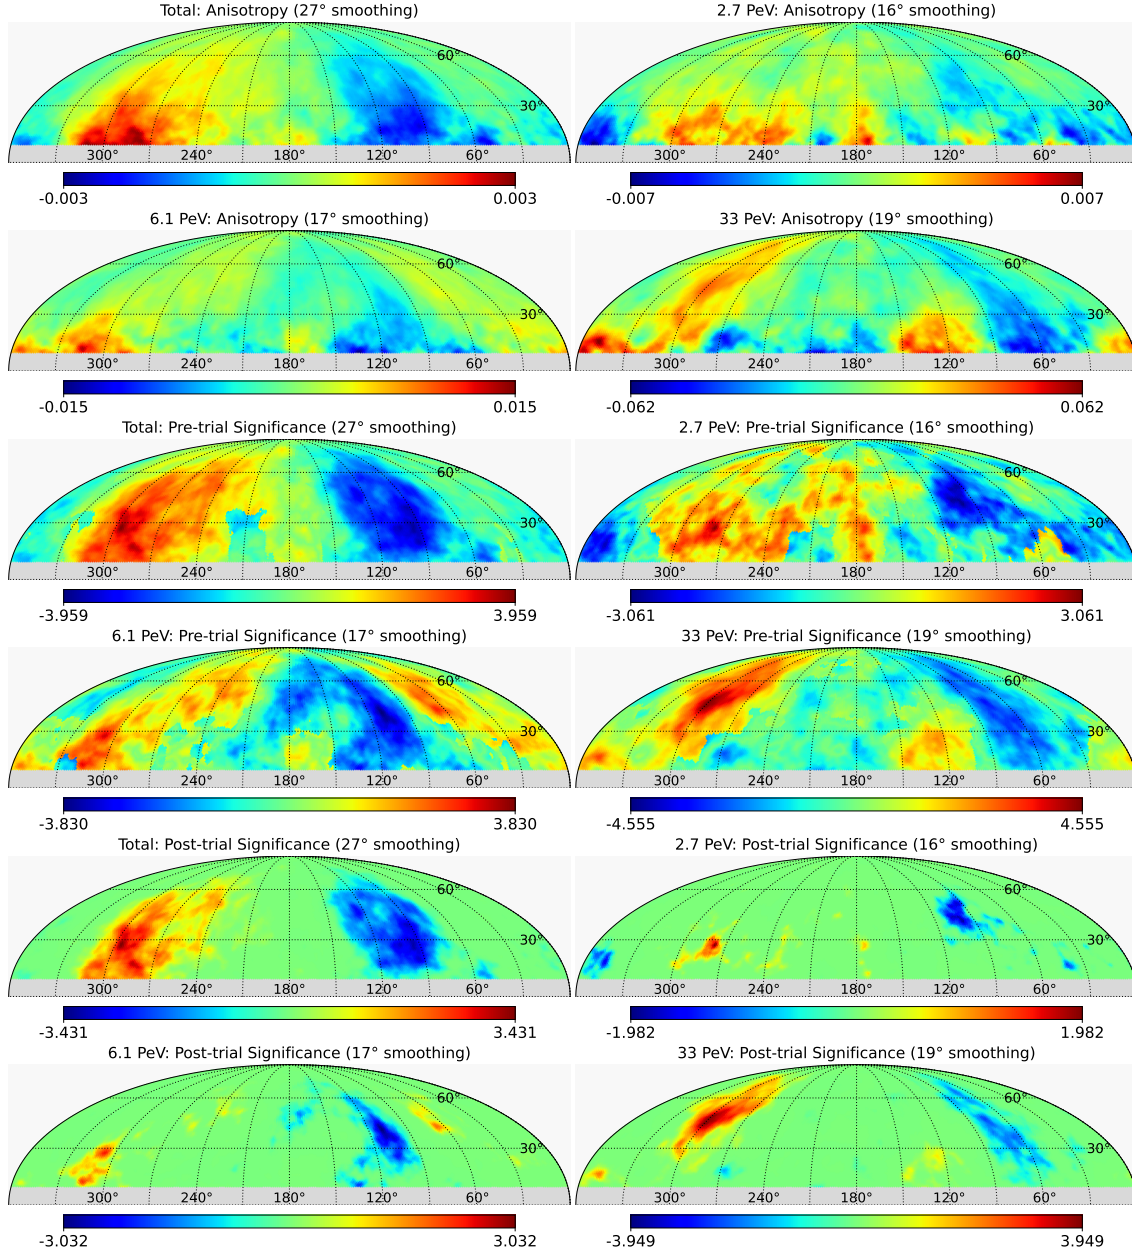 Total: Anisotropy (27° smoothing)
60°
30°
300° 240° 180° 120° 60°
-0.003 0.003
2.7 PeV: Anisotropy (16° smoothing)
60°
30°
300° 240° 180° 120° 60°
-0.007 0.007
6.1 PeV: Anisotropy (17° smoothing)
60°
30°
300° 240° 180° 120° 60°
-0.015 0.015
33 PeV: Anisotropy (19° smoothing)
60°
30°
300° 240° 180° 120° 60°
-0.062 0.062
Total: Pre-trial Significance (27° smoothing)
60°
30°
300° 240° 180° 120° 60°
-3.959 3.959
2.7 PeV: Pre-trial Significance (16° smoothing)
60°
30°
300° 240° 180° 120° 60°
-3.061 3.061
6.1 PeV: Pre-trial Significance (17° smoothing)
60°
30°
300° 240° 180° 120° 60°
-3.830 3.830
33 PeV: Pre-trial Significance (19° smoothing)
60°
30°
300° 240° 180° 120° 60°
-4.555 4.555
Total: Post-trial Significance (27° smoothing)
60°
30°
300° 240° 180° 120° 60°
-3.431 3.431
2.7 PeV: Post-trial Significance (16° smoothing)
60°
30°
300° 240° 180° 120° 60°
-1.982 1.982
6.1 PeV: Post-trial Significance (17° smoothing)
60°
30°
300° 240° 180° 120° 60°
-3.032 3.032
33 PeV: Post-trial Significance (19° smoothing)
60°
30°
300° 240° 180° 120° 60°
-3.949 3.949